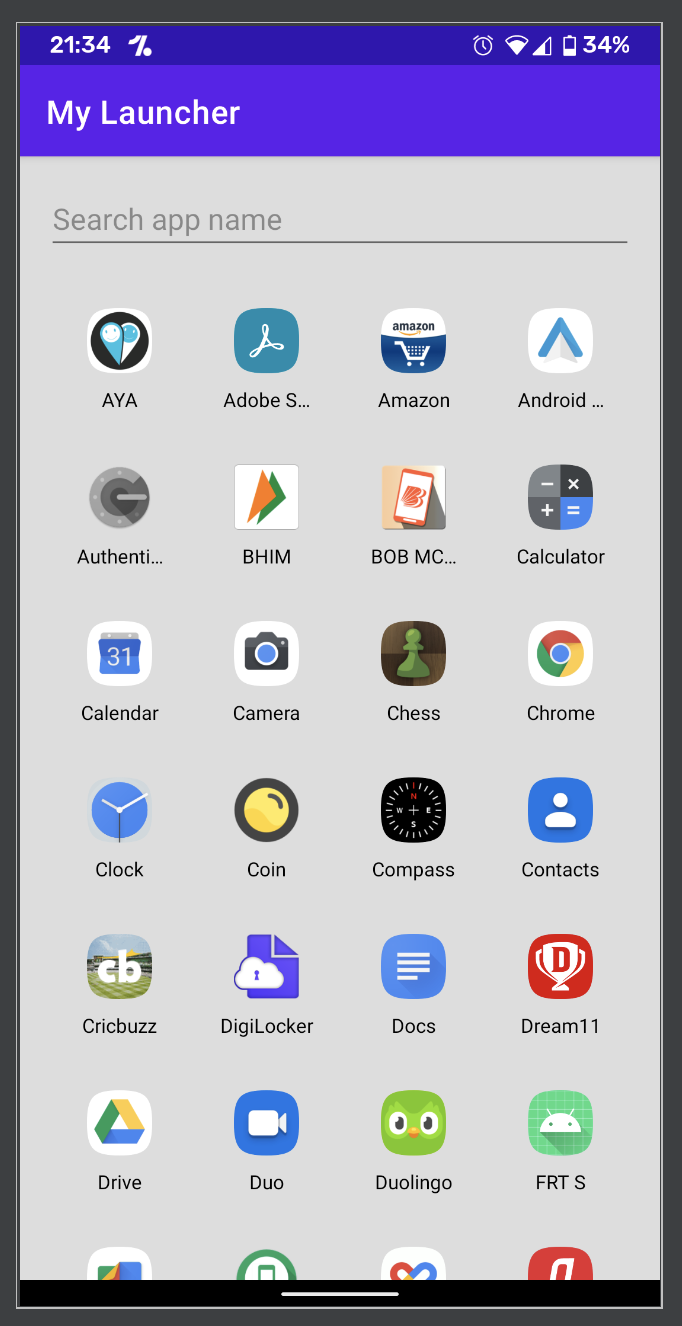 21:34 34%
My Launcher
Search app name
amazon
AYA Adobe S... Amazon Android ...
Authenti... BHIM BOB MC... Calculator
31
Calendar Camera Chess Chrome
N
W E
S
Clock Coin Compass Contacts
cb D
Cricbuzz DigiLocker Docs Dream11
Drive Duo Duolingo FRT S